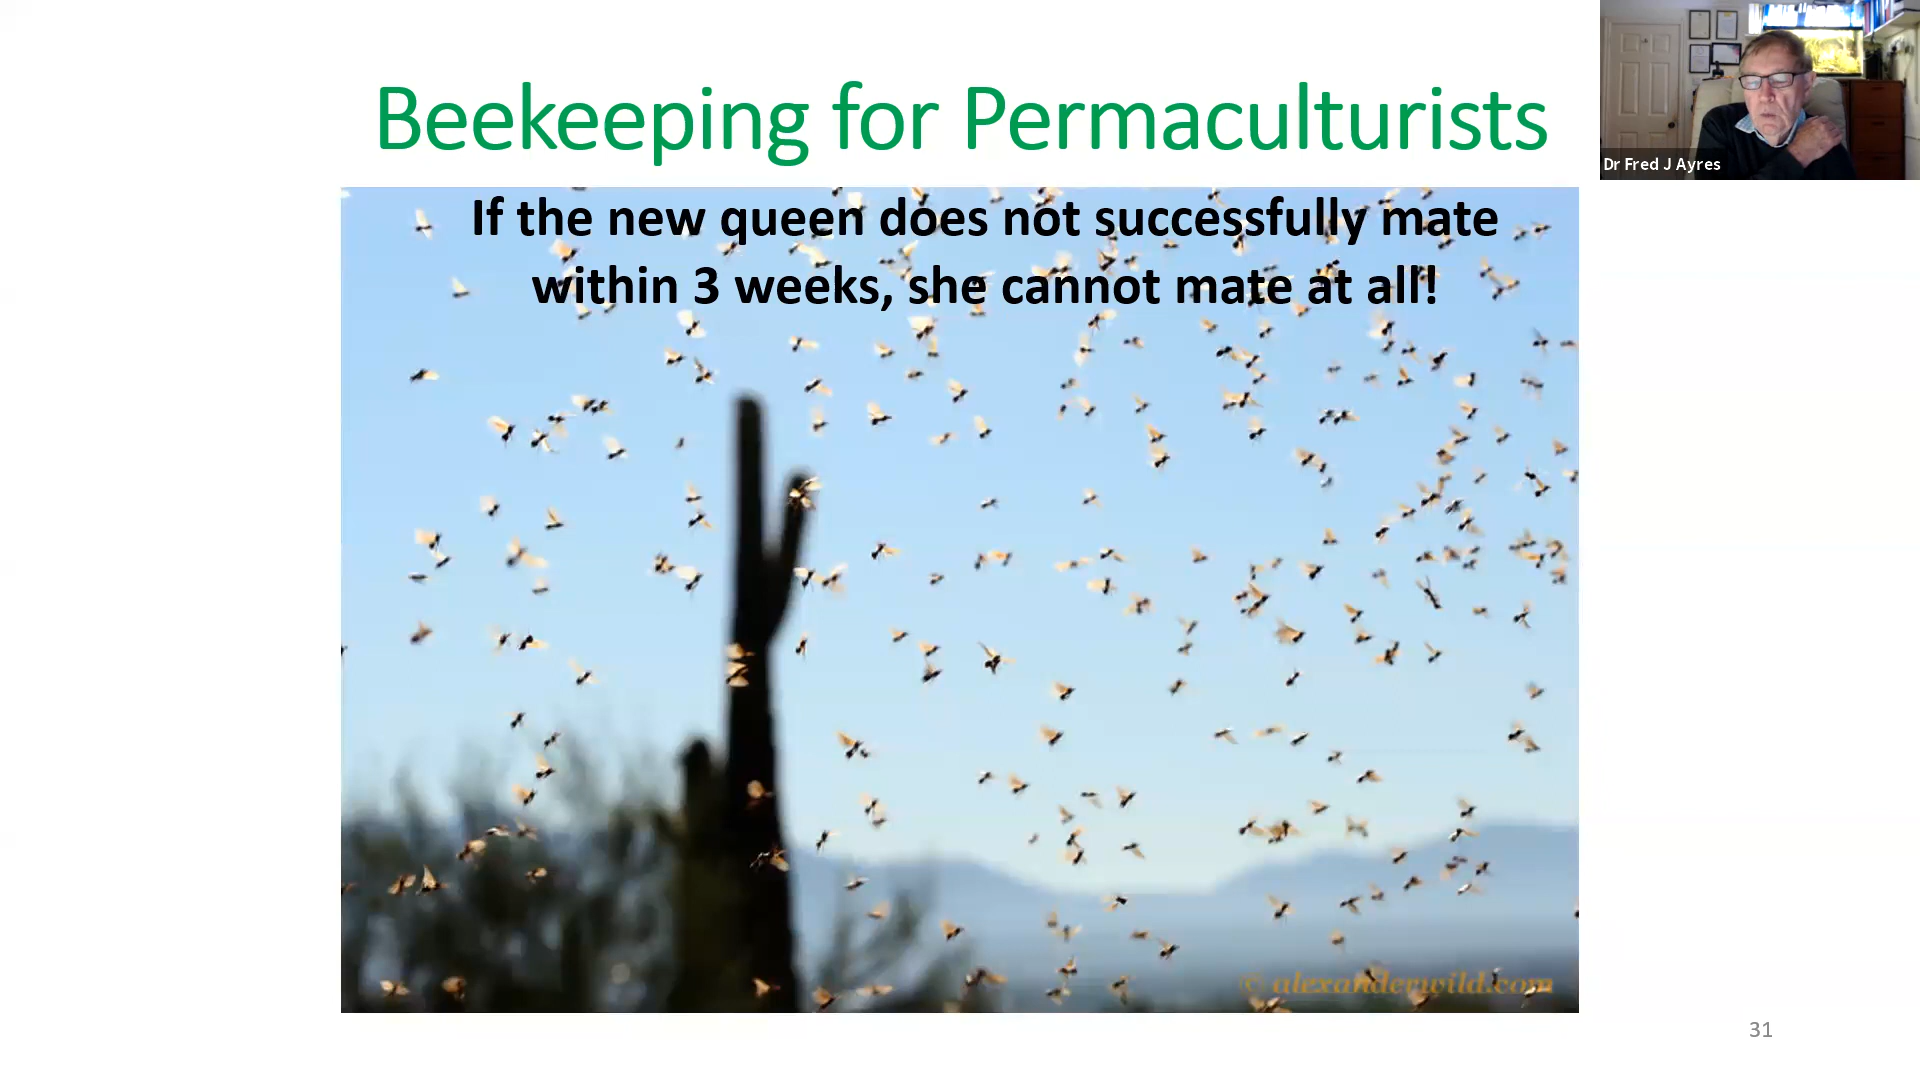 Beekeeping for Permaculturists
Dr Fred J Ayres
If the new queen does not successfully mate
within 3 weeks, she cannot mate at all!
© alexanderwild.com
31